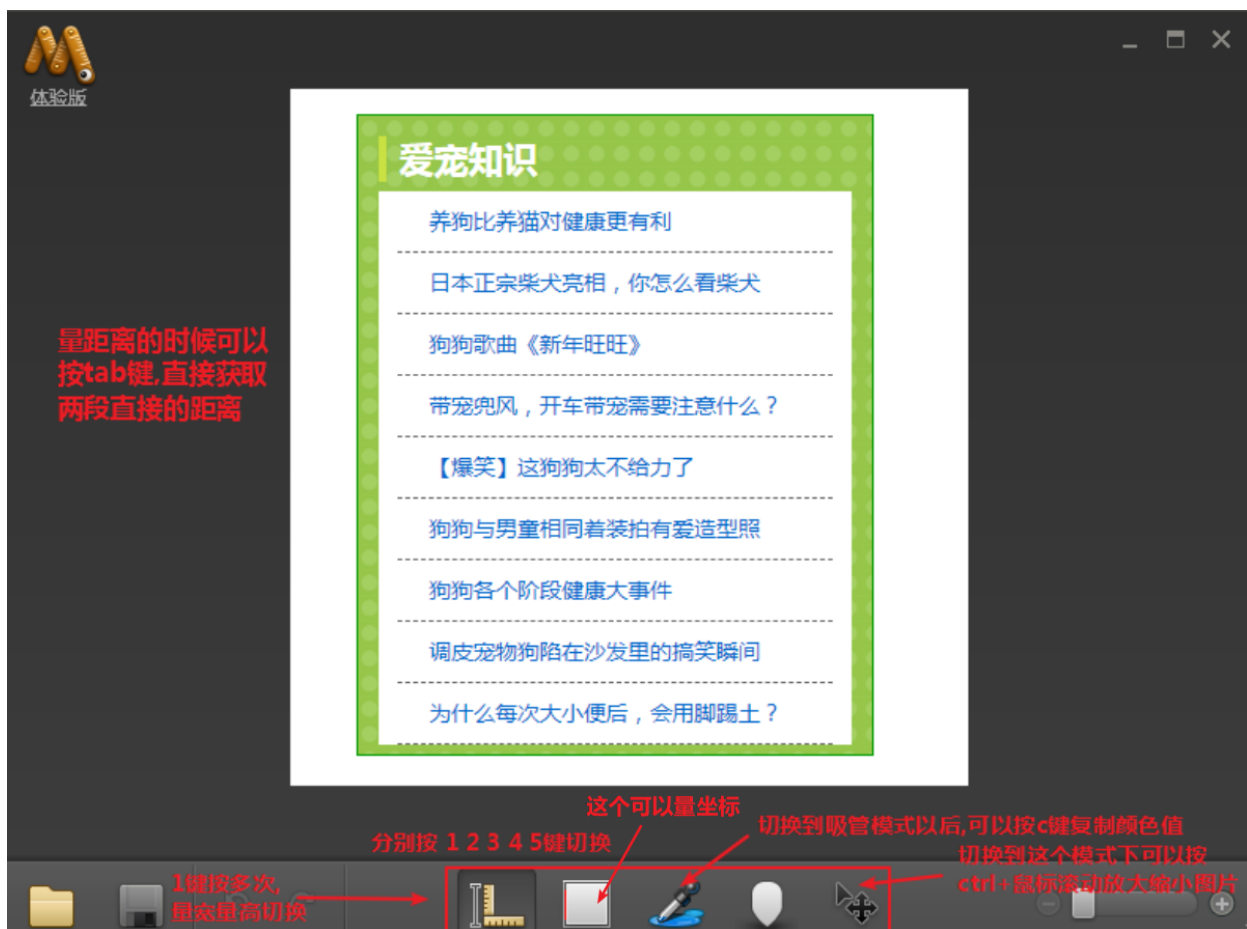 体验版
爱宠知识
养狗比养猫对健康更有利
日本正宗柴犬亮相，你怎么看柴犬
狗狗歌曲《新年旺旺》
带宠兜风，开车带宠需要注意什么？
【爆笑】这狗狗太不给力了
狗狗与男童相同着装拍有爱造型照
狗狗各个阶段健康大事件
调皮宠物狗陷在沙发里的搞笑瞬间
为什么每次大小便后，会用脚踢土？
量距离的时候可以
按tab键,直接获取
两段直接的距离
这个可以量坐标
分别按 1 2 3 4 5键切换
切换到吸管模式以后,可以按c键复制颜色值
切换到这个模式下可以按
ctrl+鼠标滚动放大缩小图片
1键按多次,
量宽量高切换